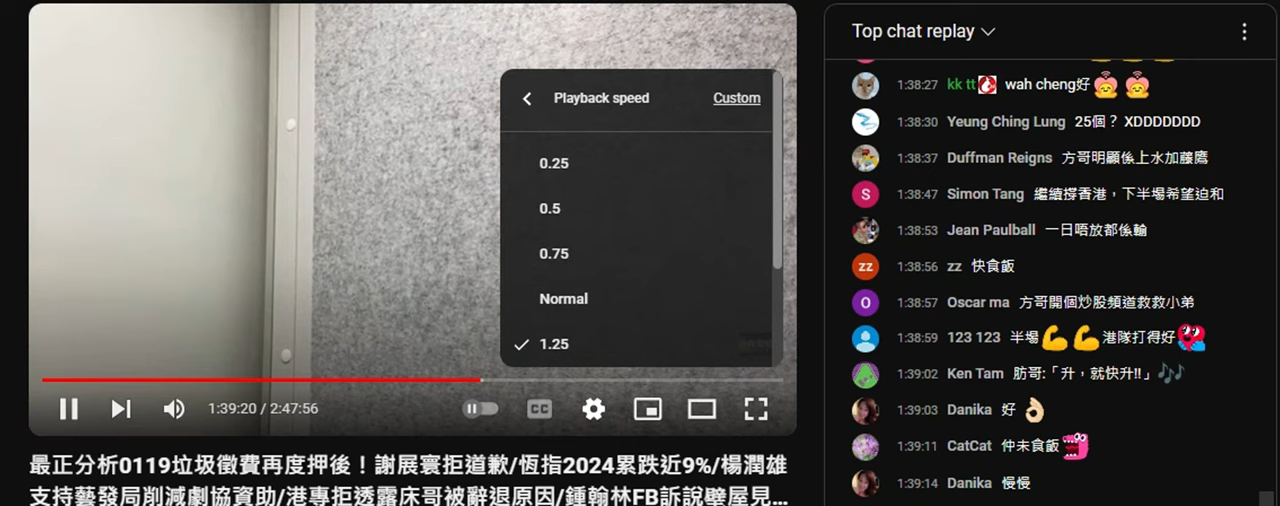 Playback speed
Custom
0.25
0.5
0.75
Normal
1.25
1:39:20 / 2:47:56
CC
最正分析0119垃圾徵費再度押後！謝展寰拒道歉/恆指2024累跌近9%/楊潤雄
支持藝發局削減劇協資助/港專拒透露床哥被辭退原因/鍾翰林FB訴說壁屋見...
Top chat replay
1:38:27 kk tt wah cheng好
1:38:30 Yeung Ching Lung 25個？ XDDDDDDD
1:38:37 Duffman Reigns 方哥明顯係上水加藤鷹
S 1:38:47 Simon Tang 繼續撐香港，下半場希望迫和
1:38:53 Jean Paulball 一日唔放都係輸
zz 1:38:56 zz 快食飯
O 1:38:57 Oscar ma 方哥開個炒股頻道救救小弟
1:38:59 123 123 半場💪💪港隊打得好
1:39:02 Ken Tam 肪哥:「升，就快升‼」🎶
1:39:03 Danika 好👌🏻
1:39:11 CatCat 仲未食飯
1:39:14 Danika 慢慢